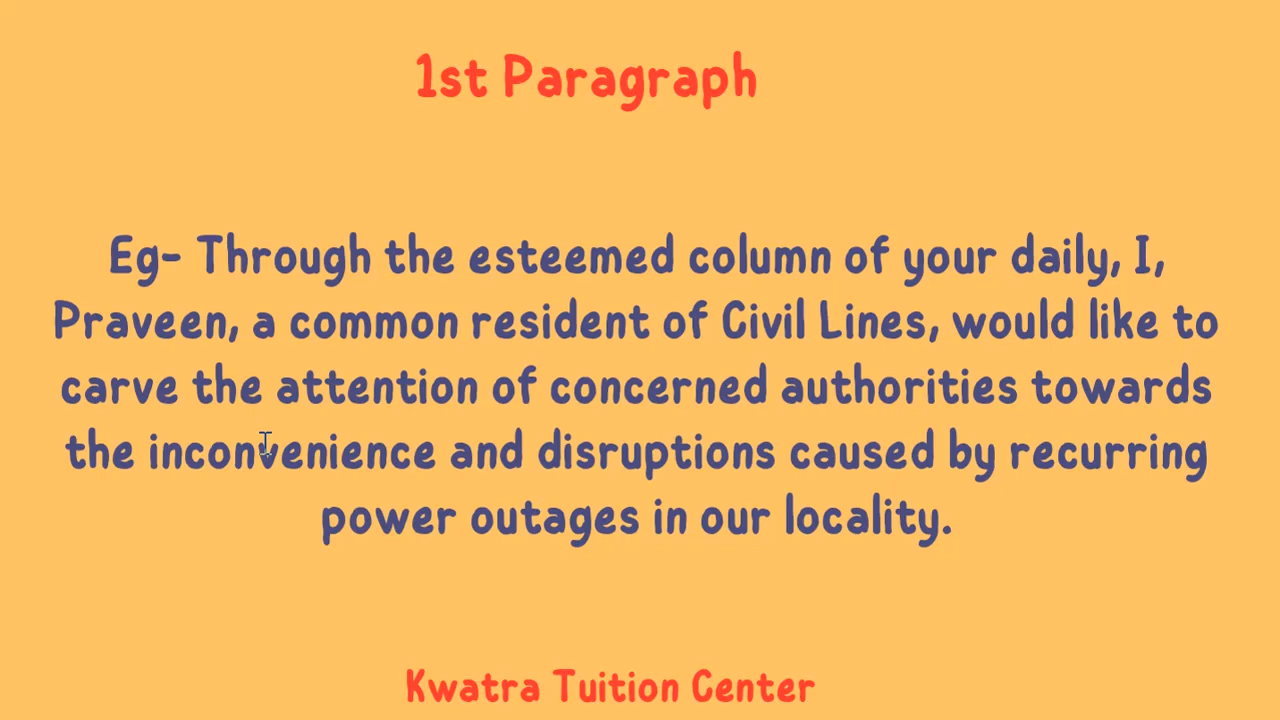 1st Paragraph
Eg- Through the esteemed column of your daily, I,
Praveen, a common resident of Civil Lines, would like to
carve the attention of concerned authorities towards
the inconvenience and disruptions caused by recurring
power outages in our locality.
Kwatra Tuition Center